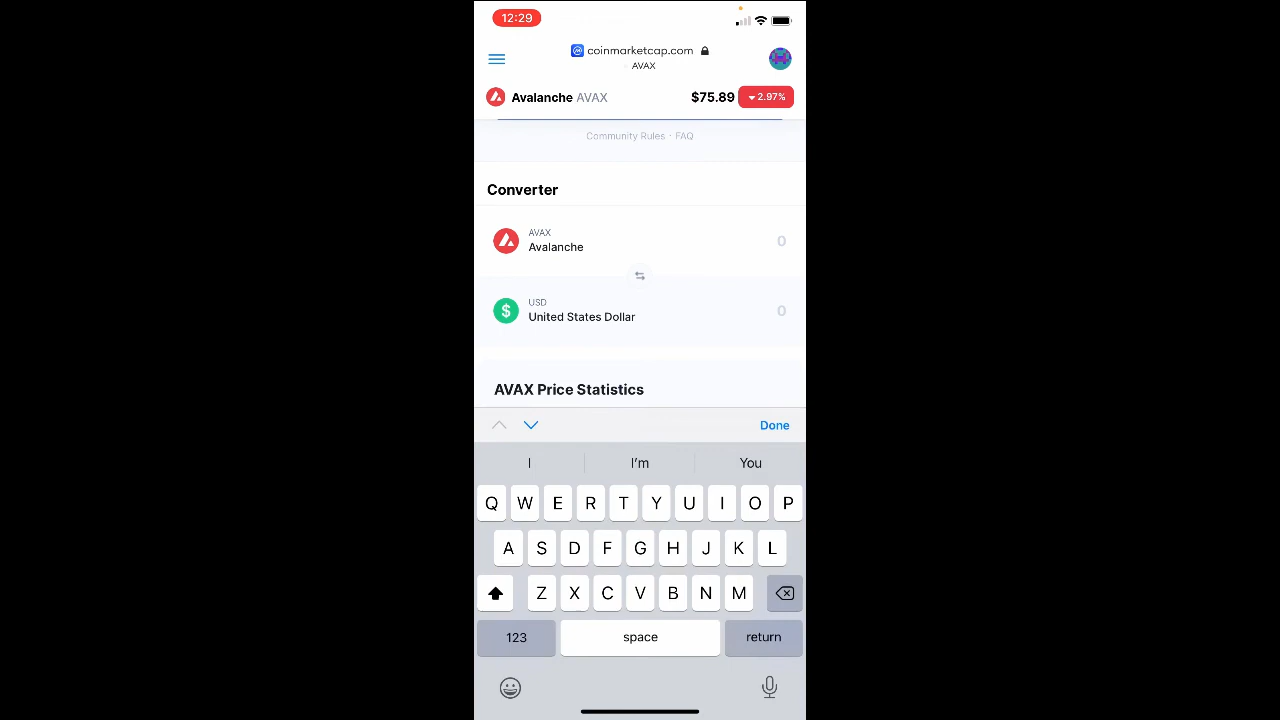 12:29
coinmarketcap.com
AVAX
Avalanche AVAX $75.89 2.97%
Community Rules · FAQ
Converter
AVAX
Avalanche 0
USD
United States Dollar 0
AVAX Price Statistics
Done
I I'm You
Q W E R T Y U I O P
A S D F G H J K L
Z X C V B N M
123 space return